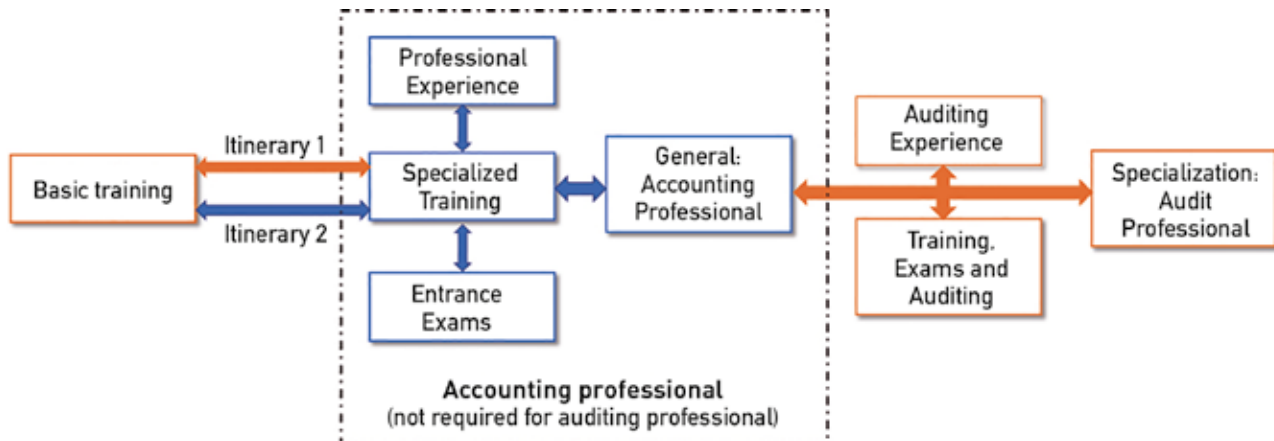 Basic training
Itinerary 1
Itinerary 2
Professional
Experience
Specialized
Training
Entrance
Exams
General:
Accounting
Professional
Accounting professional
(not required for auditing professional)
Auditing
Experience
Training,
Exams and
Auditing
Specialization:
Audit
Professional